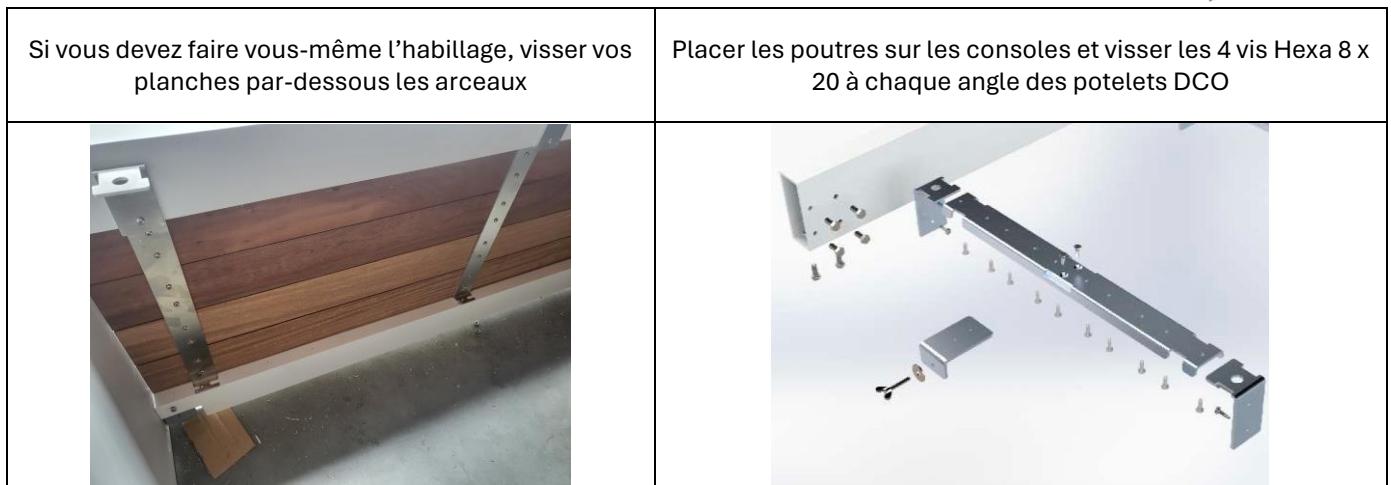 Si vous devez faire vous-même l’habillage, visser vos
planches par-dessous les arceaux
Placer les poutres sur les consoles et visser les 4 vis Hexa 8 x
20 à chaque angle des potelets DCO